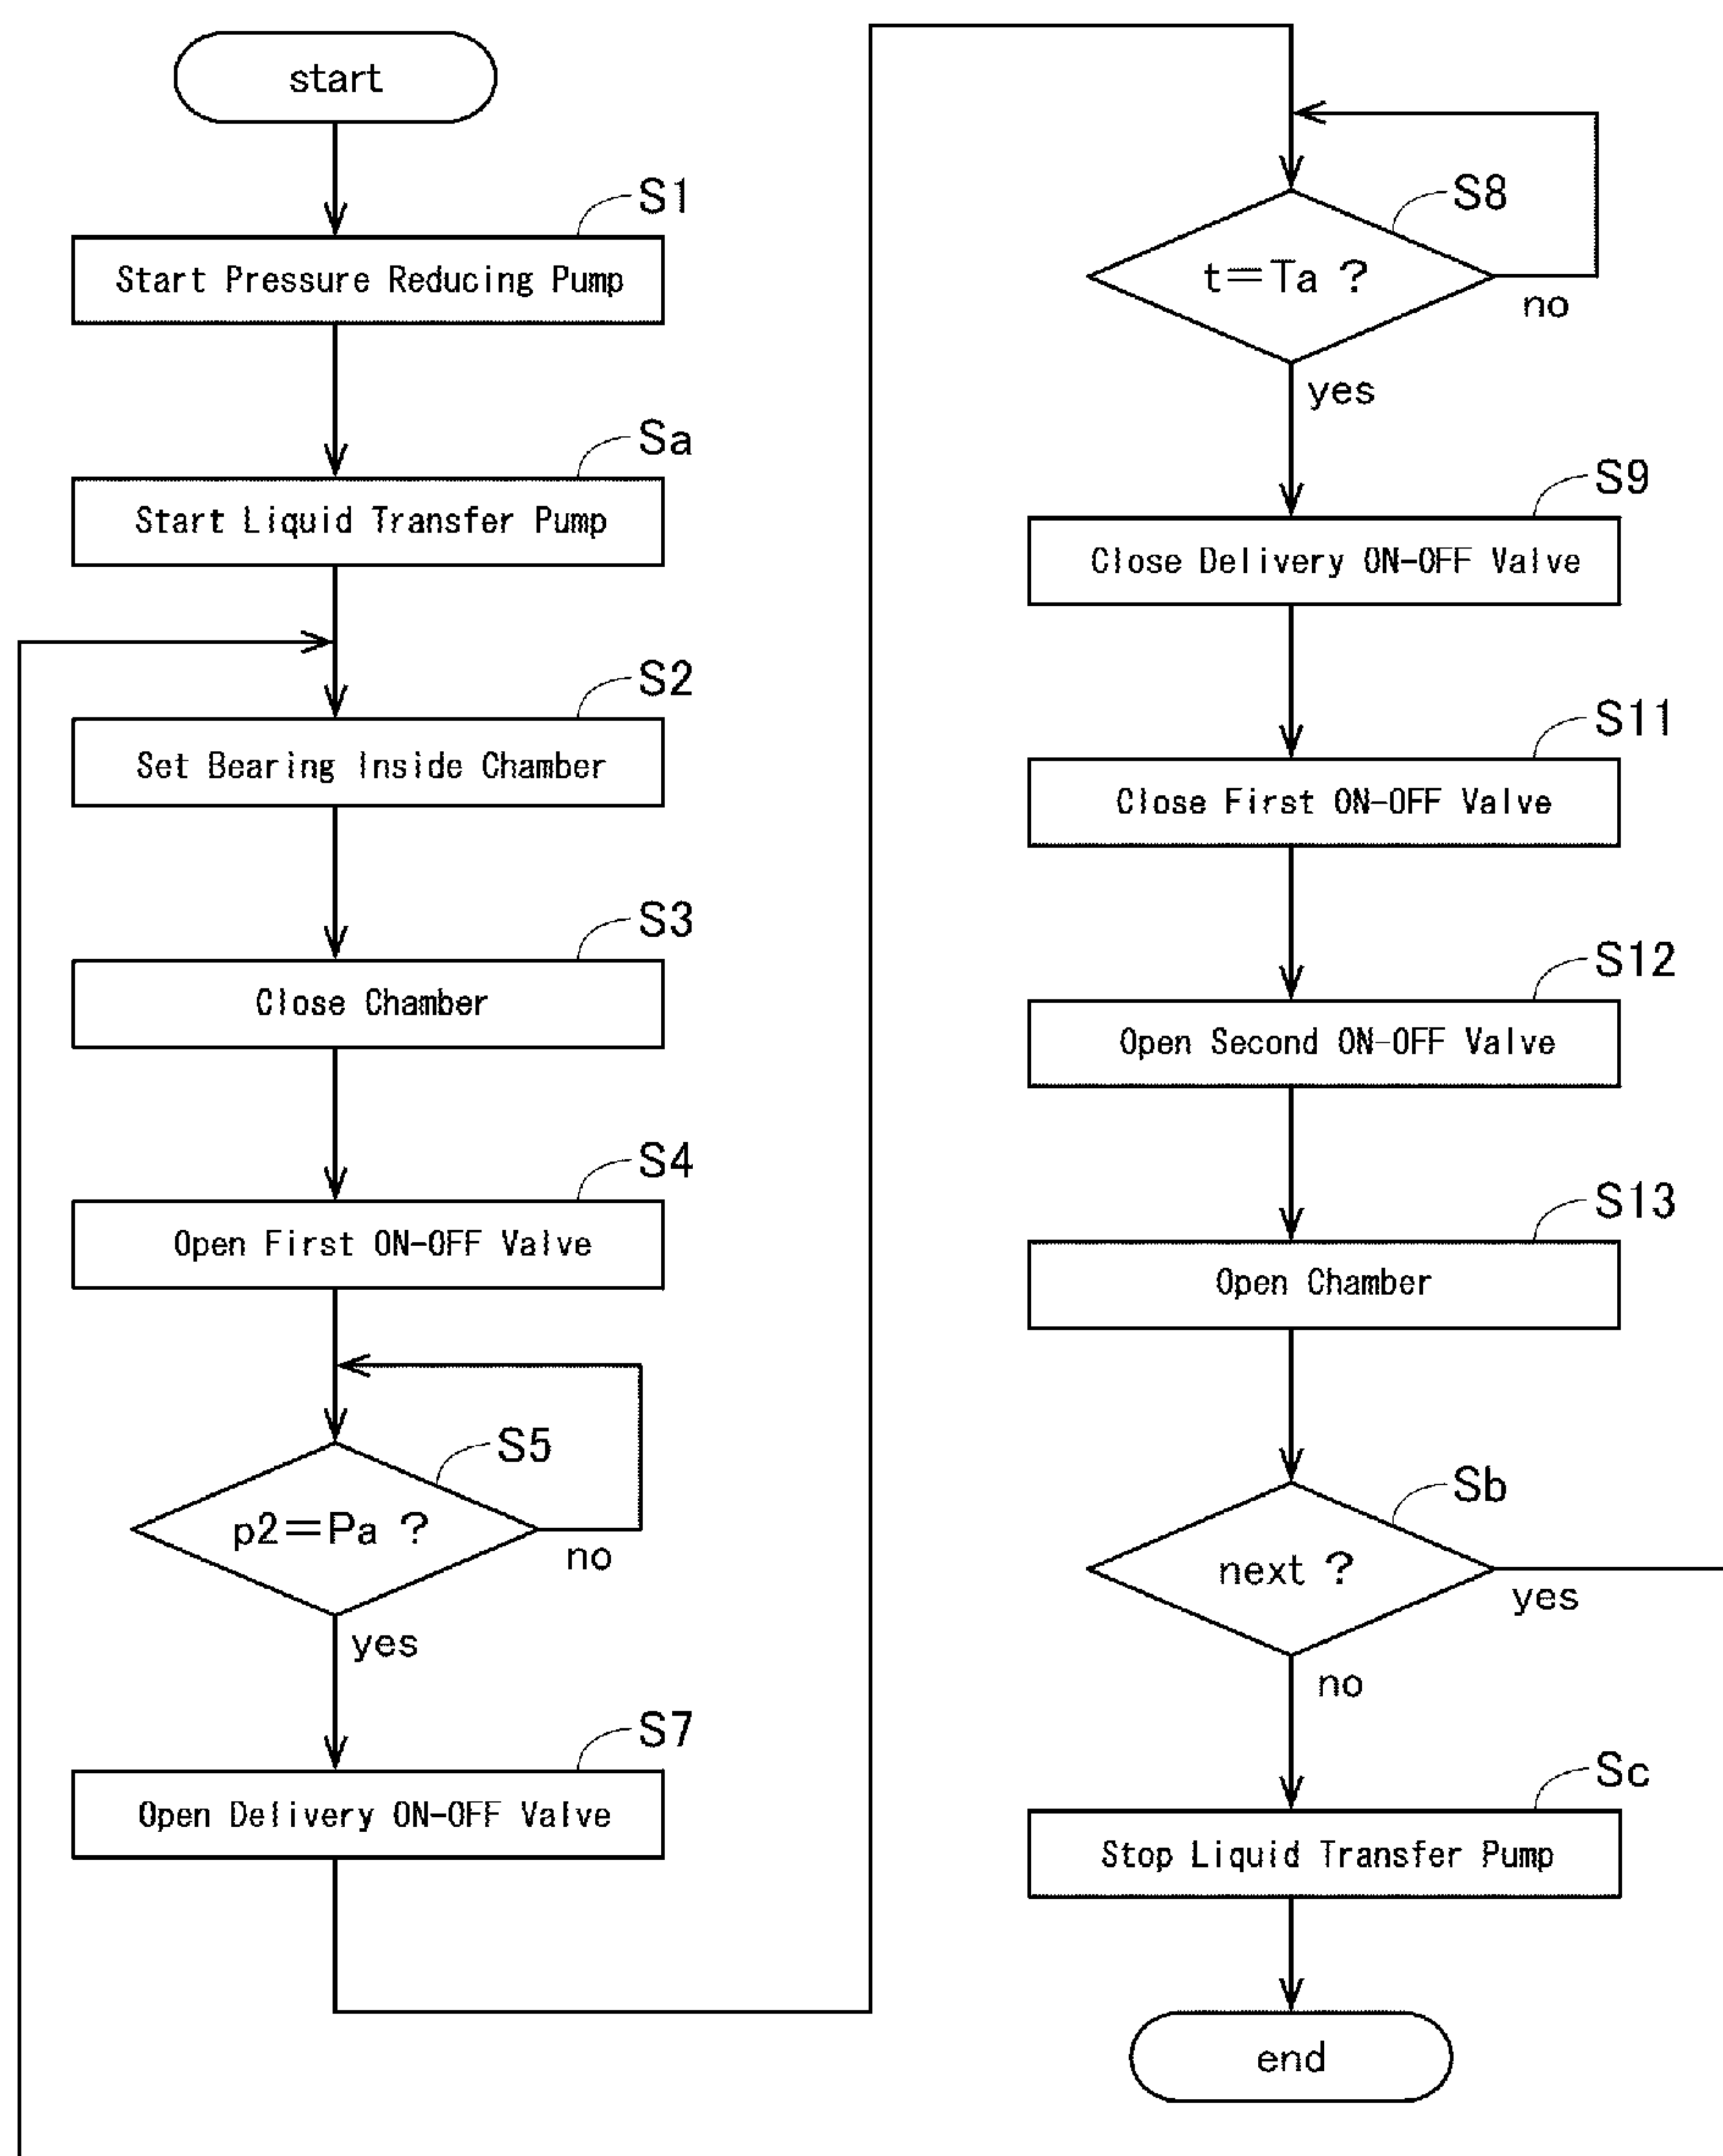 start
S1
Start Pressure Reducing Pump
Sa
Start Liquid Transfer Pump
S2
Set Bearing Inside Chamber
S3
Close Chamber
S4
Open First ON-OFF Valve
S5
p2=Pa ?
no
yes
S7
Open Delivery ON-OFF Valve
S8
t=Ta ?
no
yes
S9
Close Delivery ON-OFF Valve
S11
Close First ON-OFF Valve
S12
Open Second ON-OFF Valve
S13
Open Chamber
Sb
next ?
yes
no
Sc
Stop Liquid Transfer Pump
end